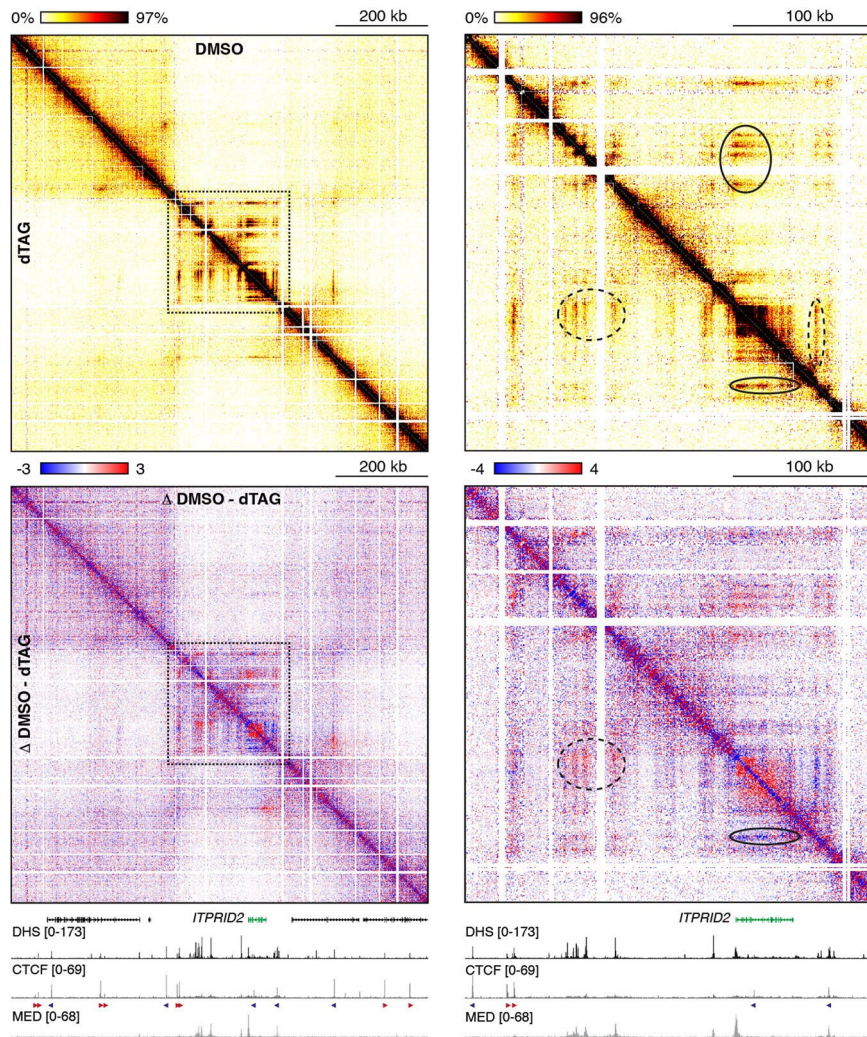 0% 97% 200 kb
DMSO
dTAG
0% 96% 100 kb
-3 3 200 kb
Δ DMSO - dTAG
Δ DMSO - dTAG
-4 4 100 kb
ITPRID2
DHS [0-173]
CTCF [0-69]
MED [0-68]
ITPRID2
DHS [0-173]
CTCF [0-69]
MED [0-68]